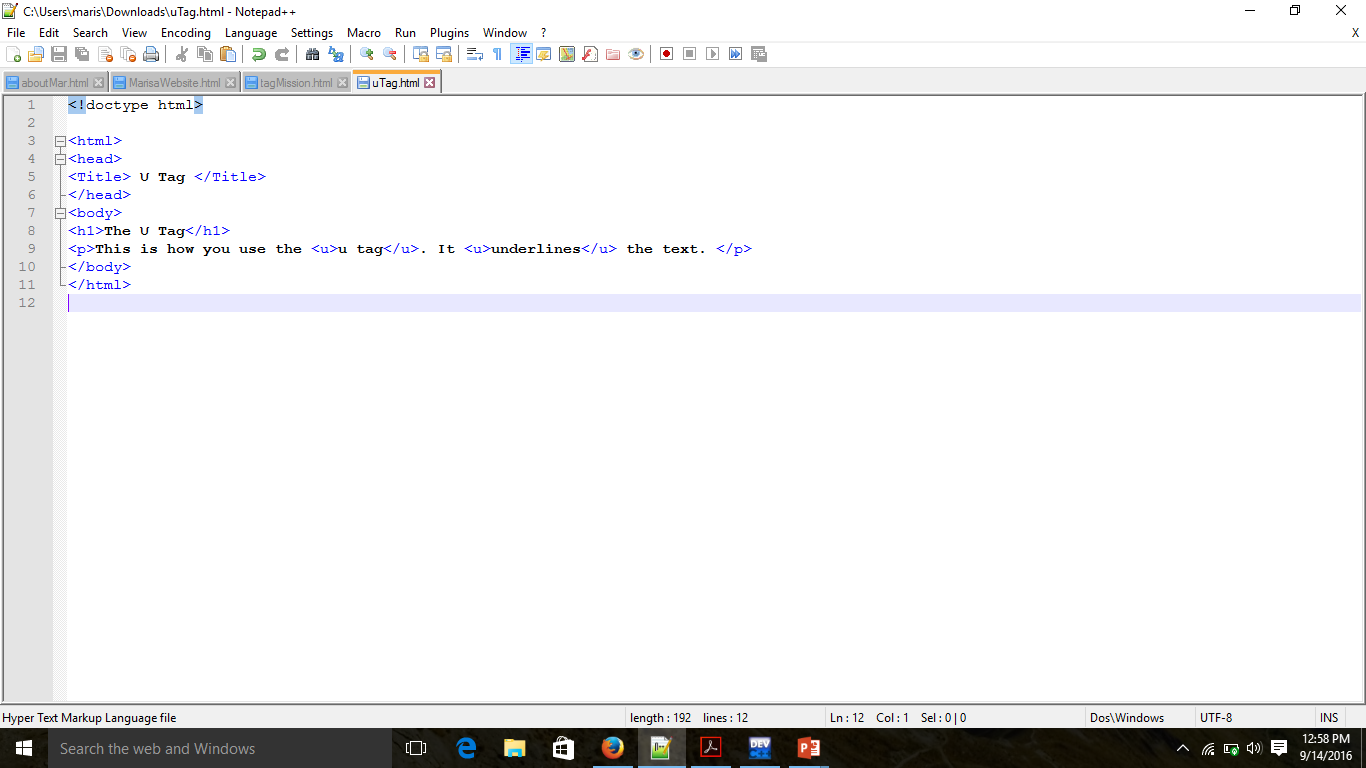 C:\Users\maris\Downloads\uTag.html - Notepad++
File Edit Search View Encoding Language Settings Macro Run Plugins Window ? X
aboutMar.html MarisaWebsite.html tagMission.html uTag.html
1 <!doctype html>
2
3 <html>
4 <head>
5 <Title> U Tag </Title>
6 </head>
7 <body>
8 <h1>The U Tag</h1>
9 <p>This is how you use the <u>u tag</u>. It <u>underlines</u> the text. </p>
10 </body>
11 </html>
12
Hyper Text Markup Language file length : 192 lines : 12 Ln : 12 Col : 1 Sel : 0 | 0 Dos\Windows UTF-8 INS
Search the web and Windows
DEV
12:58 PM
9/14/2016